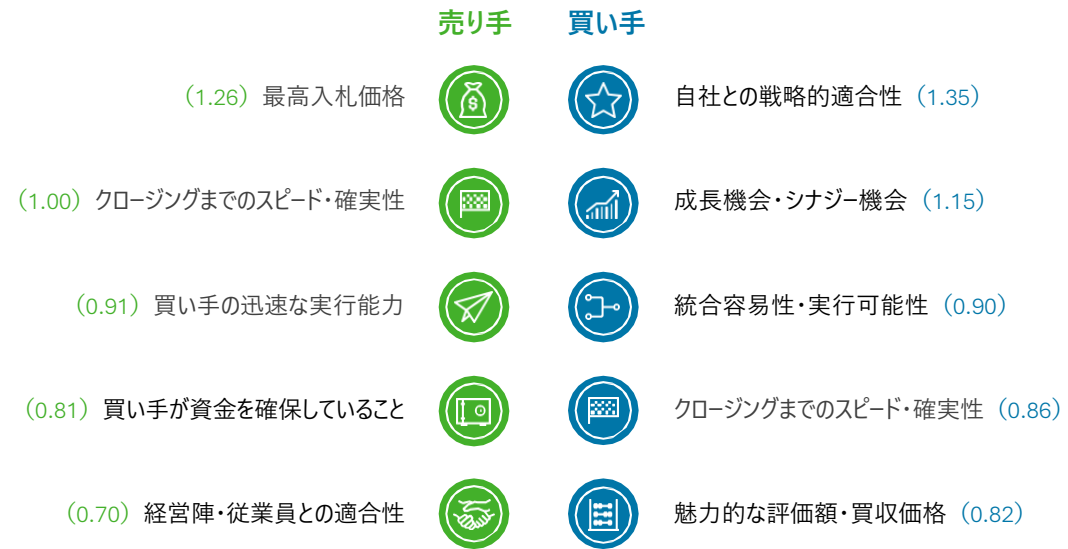 売り手 買い手
（1.26）最高入札価格 自社との戦略的適合性（1.35）
（1.00）クロージングまでのスピード・確実性 成長機会・シナジー機会（1.15）
（0.91）買い手の迅速な実行能力 統合容易性・実行可能性（0.90）
（0.81）買い手が資金を確保していること クロージングまでのスピード・確実性（0.86）
（0.70）経営陣・従業員との適合性 魅力的な評価額・買収価格（0.82）